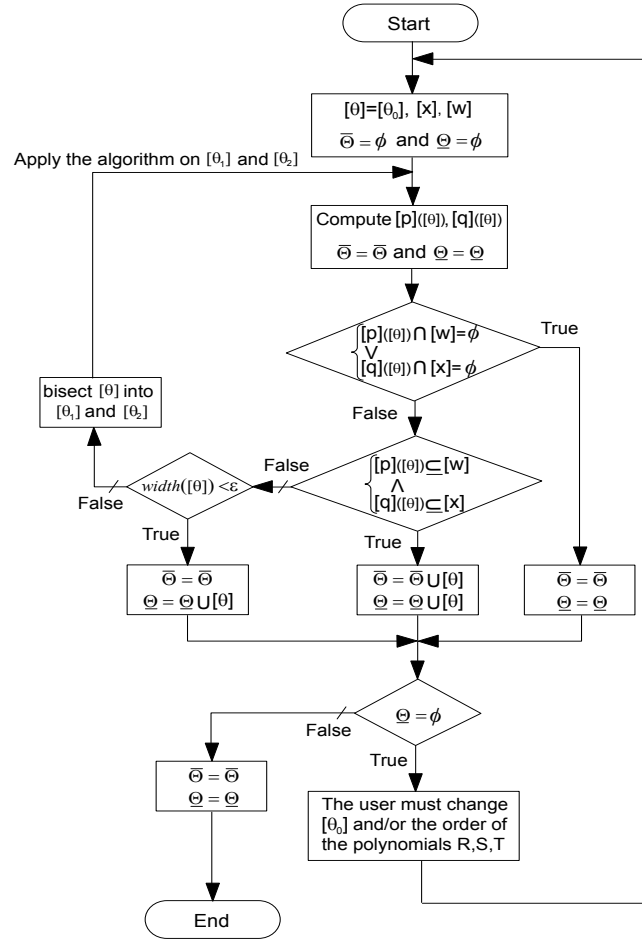 Start
[θ]=[θ₀], [x], [w]
Θ̅ = ϕ and Θ̲ = ϕ
Apply the algorithm on [θ₁] and [θ₂]
Compute [p]([θ]), [q]([θ])
Θ̅ = Θ̅ and Θ̲ = Θ̲
[p]([θ]) ∩ [w]=ϕ
∨
[q]([θ]) ∩ [x]=ϕ
True
False
bisect [θ] into
[θ₁] and [θ₂]
[p]([θ]) ⊆ [w]
∧
[q]([θ]) ⊆ [x]
False
True
width([θ]) <ε
False
True
Θ̅ = Θ̅
Θ̲ = Θ̲ ∪ [θ]
Θ̅ = Θ̅ ∪ [θ]
Θ̲ = Θ̲ ∪ [θ]
Θ̅ = Θ̅
Θ̲ = Θ̲
Θ̲ = ϕ
False
True
Θ̅ = Θ̅
Θ̲ = Θ̲
The user must change
[θ₀] and/or the order of
the polynomials R,S,T
End